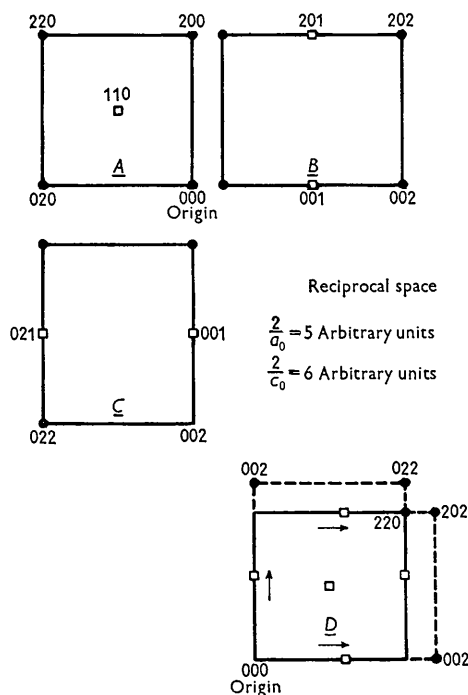 220 200 201 202
110
A B
020 000 001 002
Origin
021 001
Reciprocal space
2/a₀ = 5 Arbitrary units
2/c₀ = 6 Arbitrary units
C
022 002
002 022
220 202
D
000 002
Origin